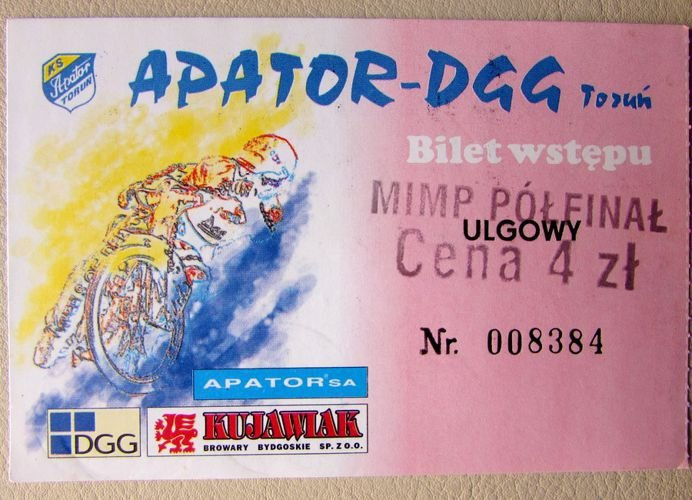 KS
Apator
TORUŃ
APATOR-DGG Toruń
Bilet wstępu
MIMP PÓŁFINAŁ
ULGOWY
Cena 4 zł
Nr. 008384
APATOR SA
DGG
KUJAWIAK
BROWARY BYDGOSKIE SP. Z O.O.